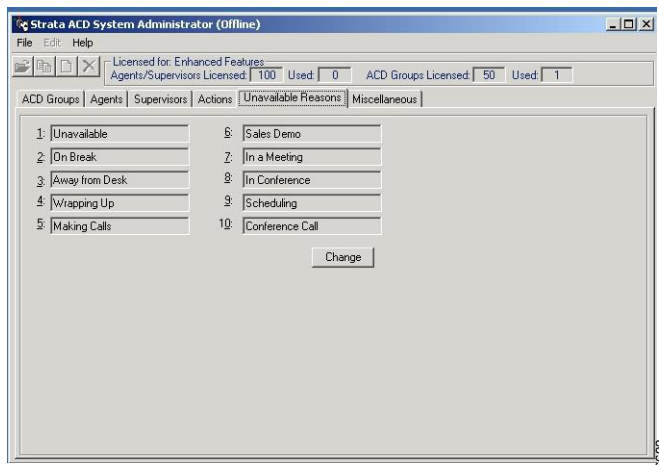 Strata ACD System Administrator (Offline)
File Edit Help
Licensed for: Enhanced Features
Agents/Supervisors Licensed: 100 Used: 0 ACD Groups Licensed: 50 Used: 1
ACD Groups Agents Supervisors Actions Unavailable Reasons Miscellaneous
1: Unavailable 6: Sales Demo
2: On Break 7: In a Meeting
3: Away from Desk 8: In Conference
4: Wrapping Up 9: Scheduling
5: Making Calls 10: Conference Call
Change